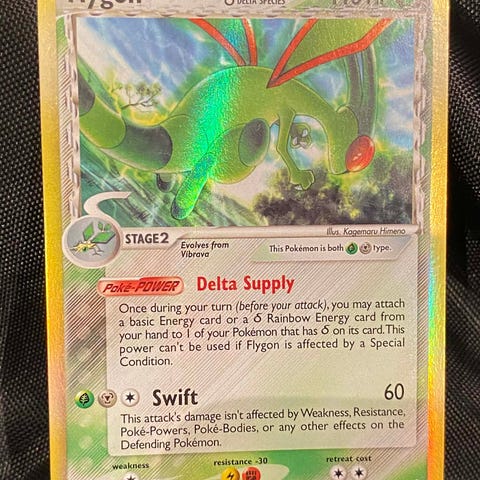 Flygon δ DELTA SPECIES
Illus. Kagemaru Himeno
STAGE2
Evolves from
Vibrava
This Pokémon is both type.
Poké-POWER Delta Supply
Once during your turn (before your attack), you may attach
a basic Energy card or a δ Rainbow Energy card from
your hand to 1 of your Pokémon that has δ on its card. This
power can't be used if Flygon is affected by a Special
Condition.
Swift 60
This attack's damage isn't affected by Weakness, Resistance,
Poké-Powers, Poké-Bodies, or any other effects on the
Defending Pokémon.
weakness resistance -30 retreat cost